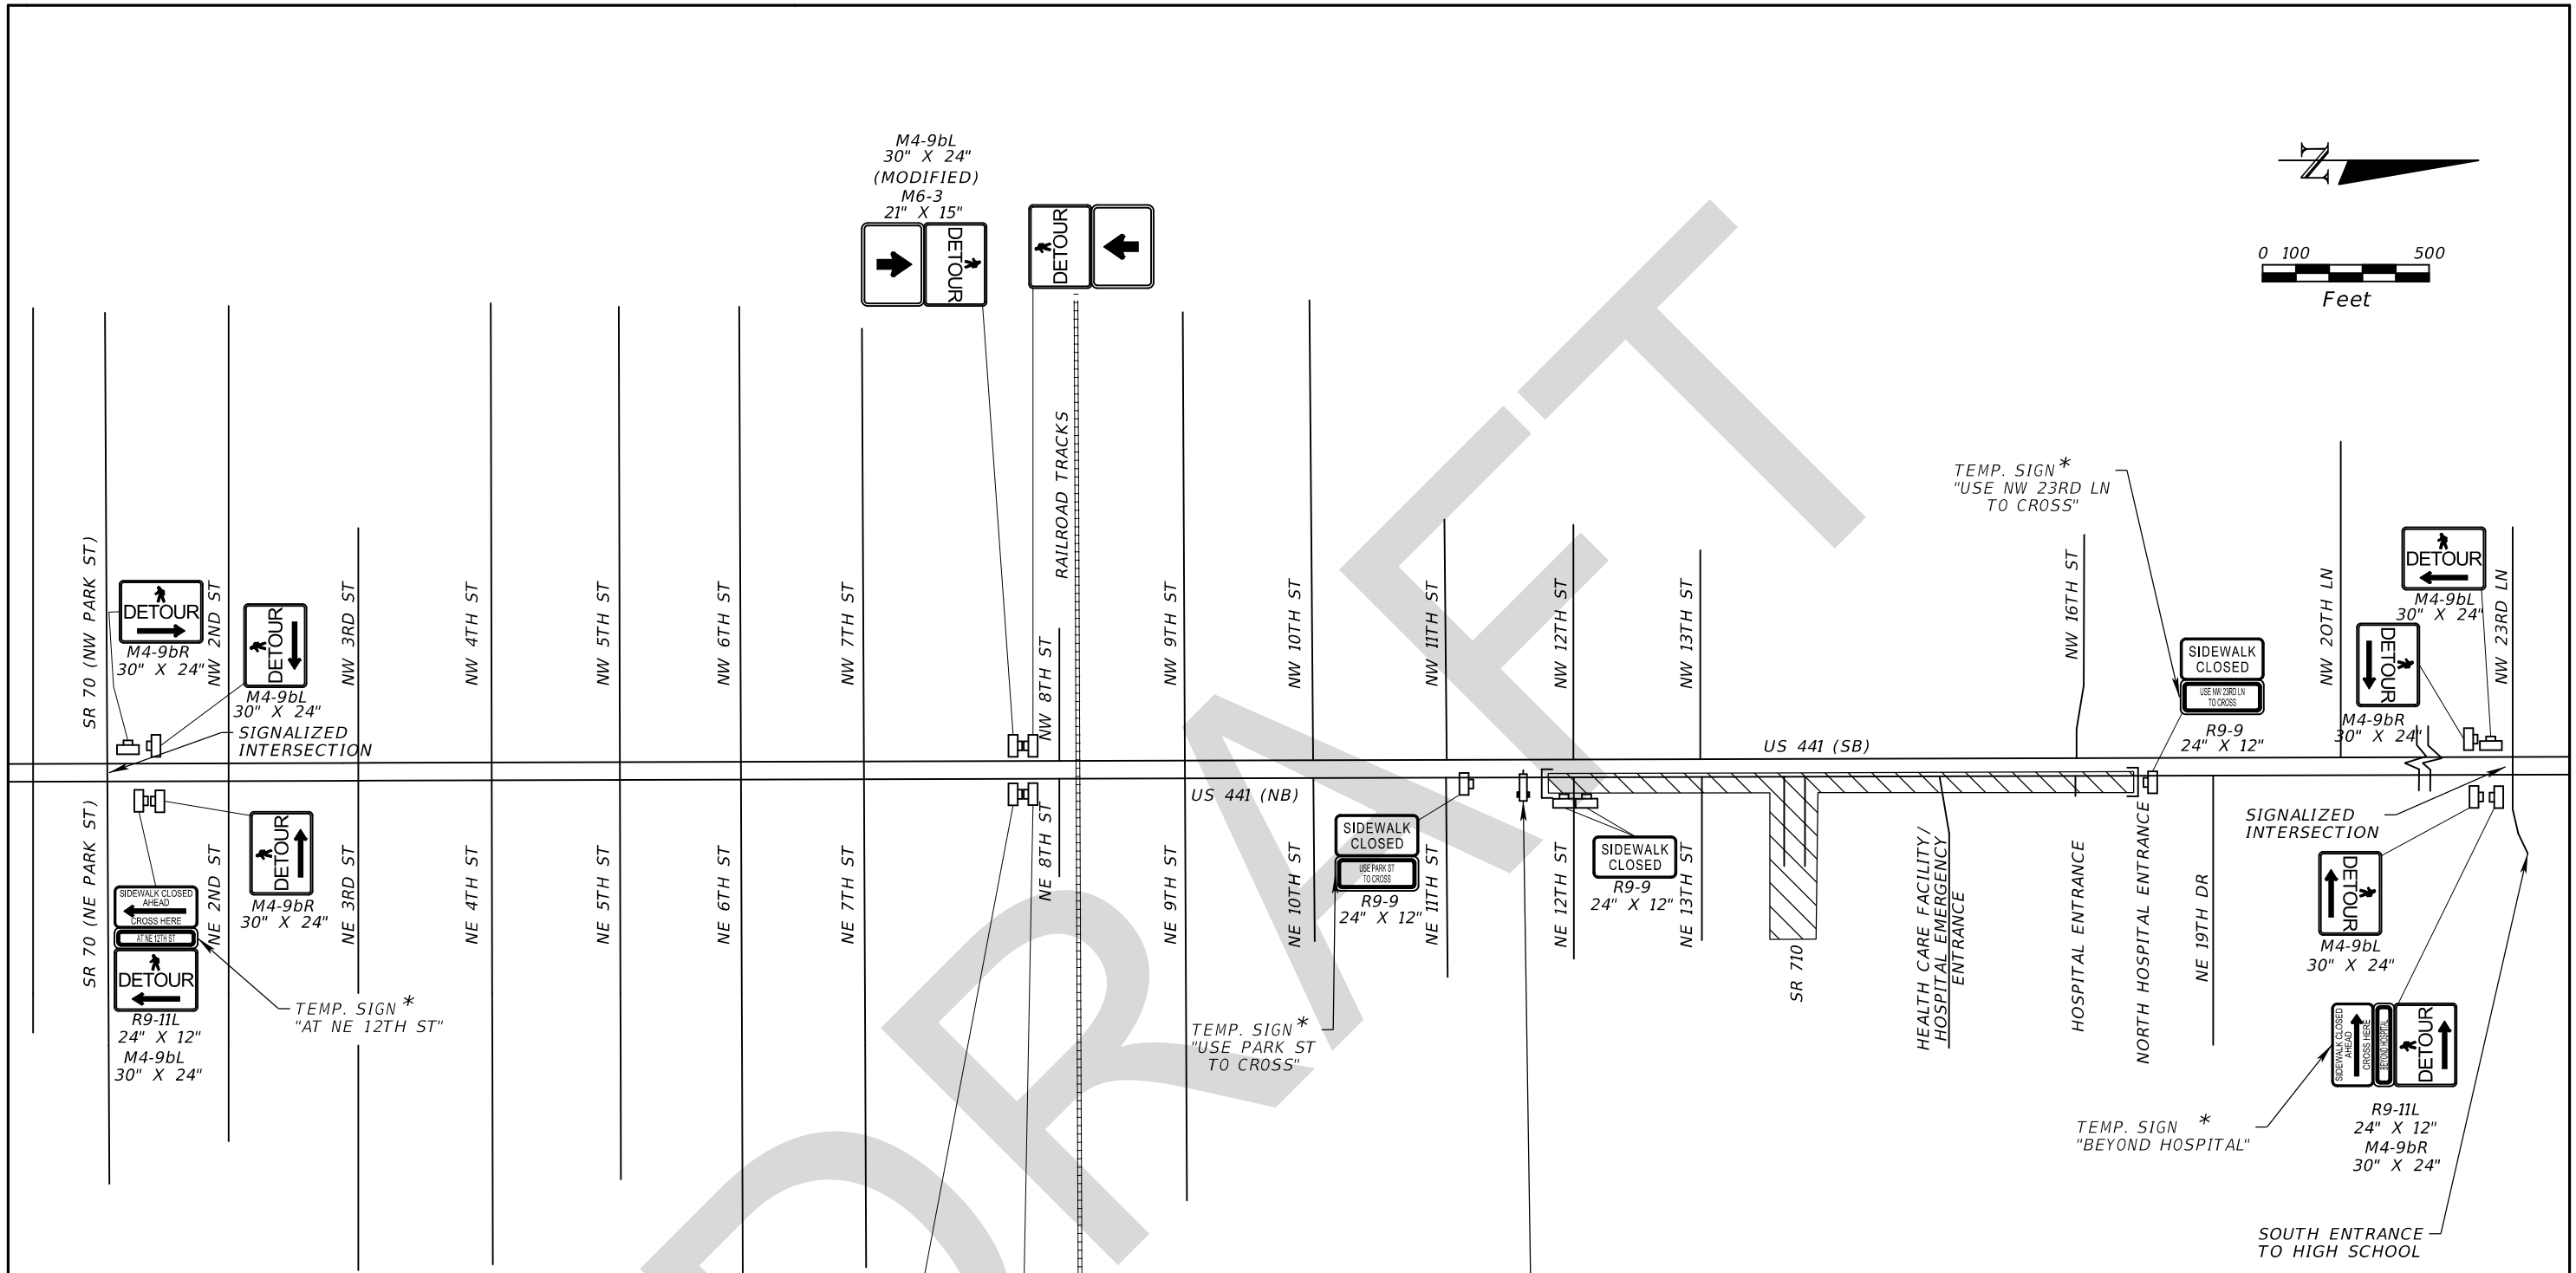 M4-9bL
30" X 24"
(MODIFIED)
M6-3
21" X 15"
DETOUR
DETOUR
0 100 500
Feet
RAILROAD TRACKS
TEMP. SIGN*
"USE NW 23RD LN
TO CROSS"
SR 70 (NW PARK ST)
DETOUR
M4-9bR
30" X 24"
NW 2ND ST
DETOUR
M4-9bL
30" X 24"
SIGNALIZED
INTERSECTION
NW 3RD ST
NW 4TH ST
NW 5TH ST
NW 6TH ST
NW 7TH ST
NW 8TH ST
NW 9TH ST
NW 10TH ST
NW 11TH ST
NW 12TH ST
NW 13TH ST
NW 16TH ST
SIDEWALK
CLOSED
USE NW 23RD LN
TO CROSS
R9-9
24" X 12"
NW 20TH LN
DETOUR
M4-9bL
30" X 24"
DETOUR
M4-9bR
30" X 24"
NW 23RD LN
US 441 (SB)
US 441 (NB)
SR 70 (NE PARK ST)
SIDEWALK CLOSED
AHEAD
CROSS HERE
AT NE 12TH ST
DETOUR
R9-11L
24" X 12"
M4-9bL
30" X 24"
NE 2ND ST
DETOUR
M4-9bR
30" X 24"
TEMP. SIGN*
"AT NE 12TH ST"
NE 3RD ST
NE 4TH ST
NE 5TH ST
NE 6TH ST
NE 7TH ST
NE 8TH ST
NE 9TH ST
NE 10TH ST
SIDEWALK
CLOSED
USE PARK ST
TO CROSS
R9-9
24" X 12"
TEMP. SIGN*
"USE PARK ST
TO CROSS"
NE 11TH ST
NE 12TH ST
SIDEWALK
CLOSED
R9-9
24" X 12"
NE 13TH ST
SR 710
HEALTH CARE FACILITY/
HOSPITAL EMERGENCY
ENTRANCE
HOSPITAL ENTRANCE
NORTH HOSPITAL ENTRANCE
NE 19TH DR
SIGNALIZED
INTERSECTION
DETOUR
M4-9bL
30" X 24"
SIDEWALK CLOSED
AHEAD
CROSS HERE
BEYOND HOSPITAL
DETOUR
R9-11L
24" X 12"
M4-9bR
30" X 24"
TEMP. SIGN *
"BEYOND HOSPITAL"
SOUTH ENTRANCE
TO HIGH SCHOOL
N
DRAFT